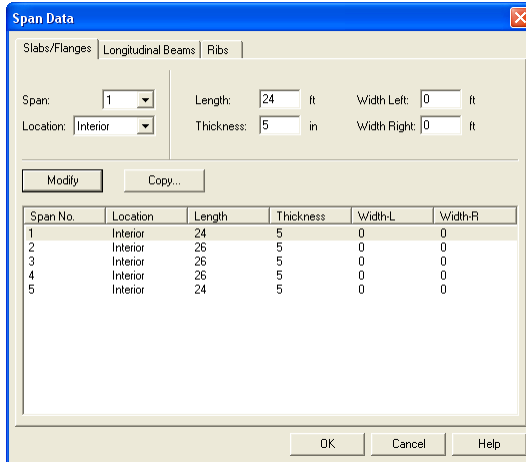 Span Data
Slabs/Flanges Longitudinal Beams Ribs
Span: 1 Length: 24 ft Width Left: 0 ft
Location: Interior Thickness: 5 in Width Right: 0 ft
Modify Copy...
Span No. Location Length Thickness Width-L Width-R
1 Interior 24 5 0 0
2 Interior 26 5 0 0
3 Interior 26 5 0 0
4 Interior 26 5 0 0
5 Interior 24 5 0 0
OK Cancel Help